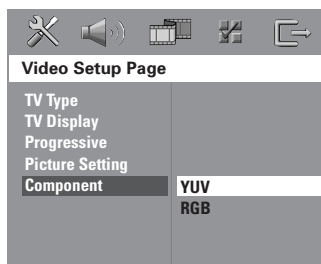 Video Setup Page
TV Type
TV Display
Progressive
Picture Setting
Component
YUV
RGB